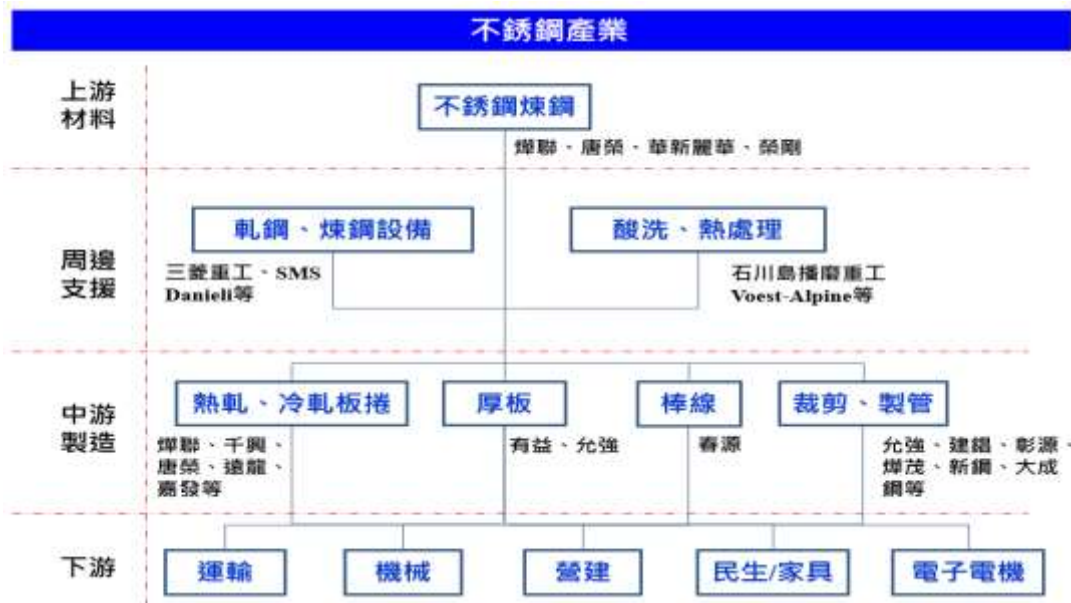 不銹鋼產業
上游
材料
不銹鋼煉鋼
燁聯、唐榮、華新麗華、榮剛
周邊
支援
軋鋼、煉鋼設備
三菱重工、SMS
Danieli等
酸洗、熱處理
石川島播磨重工
Voest-Alpine等
中游
製造
熱軋、冷軋板捲
燁聯、千興、
唐榮、遠龍、
嘉發等
厚板
有益、允強
棒線
春源
裁剪、製管
允強、建錩、彰源、
燁茂、新鋼、大成
鋼等
下游
運輸
機械
營建
民生/家具
電子電機